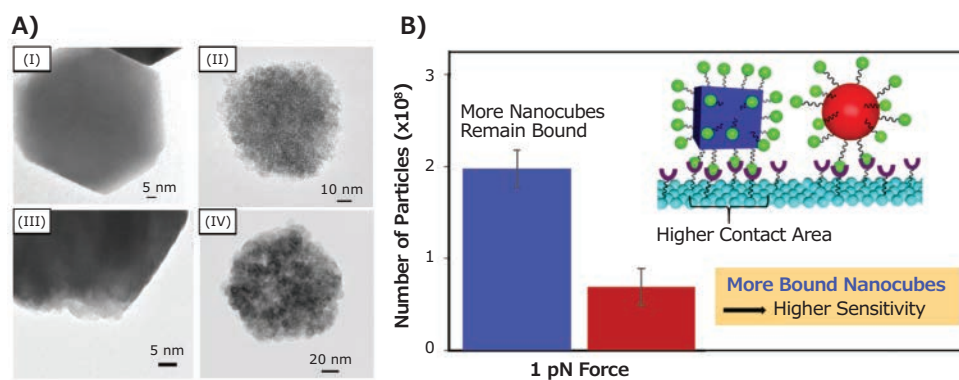 A)
(I)
5 nm
(II)
10 nm
(III)
5 nm
(IV)
20 nm
B)
Number of Particles (x10⁸)
3
2
1
0
More Nanocubes
Remain Bound
Higher Contact Area
More Bound Nanocubes
Higher Sensitivity
1 pN Force